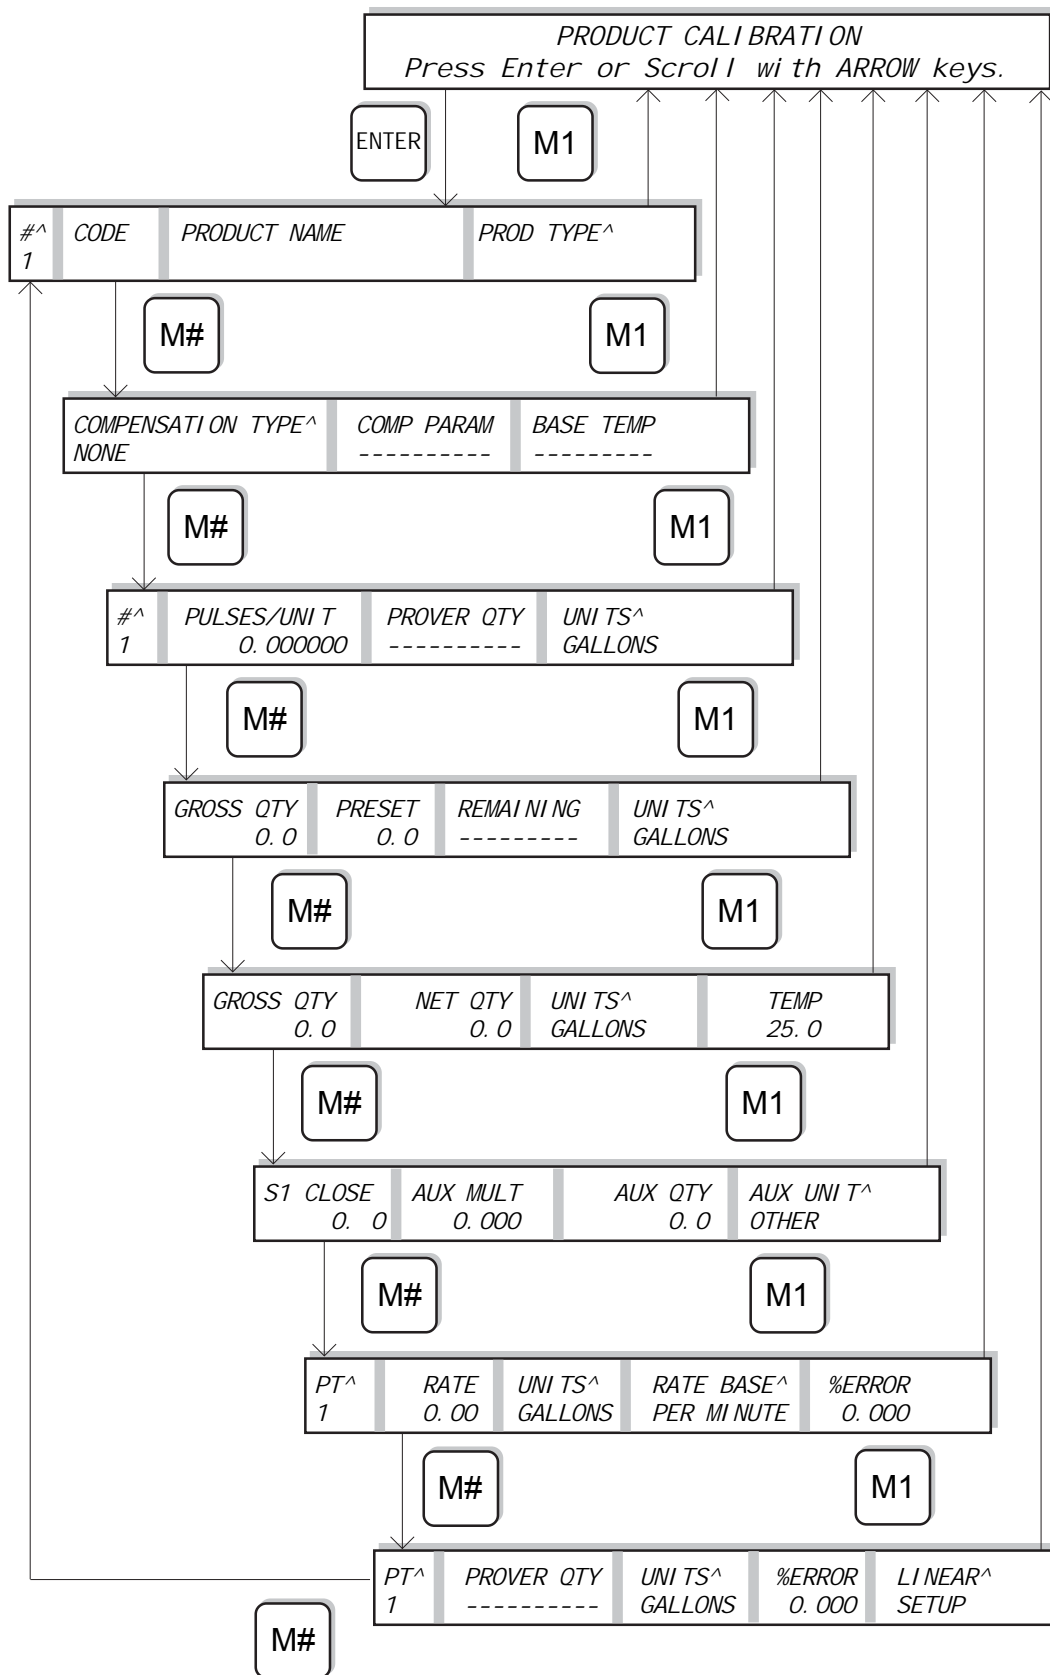 PRODUCT CALIBRATION
Press Enter or Scroll with ARROW keys.
ENTER
M1
#^ CODE PRODUCT NAME PROD TYPE^
1
M# M1
COMPENSATION TYPE^ COMP PARAM BASE TEMP
NONE ---------- ---------
M# M1
#^ PULSES/UNIT PROVER QTY UNITS^
1 0.000000 ---------- GALLONS
M# M1
GROSS QTY PRESET REMAINING UNITS^
0.0 0.0 --------- GALLONS
M# M1
GROSS QTY NET QTY UNITS^ TEMP
0.0 0.0 GALLONS 25.0
M# M1
S1 CLOSE AUX MULT AUX QTY AUX UNIT^
0. 0 0.000 0.0 OTHER
M# M1
PT^ RATE UNITS^ RATE BASE^ %ERROR
1 0.00 GALLONS PER MINUTE 0.000
M# M1
PT^ PROVER QTY UNITS^ %ERROR LINEAR^
1 ---------- GALLONS 0.000 SETUP
M#